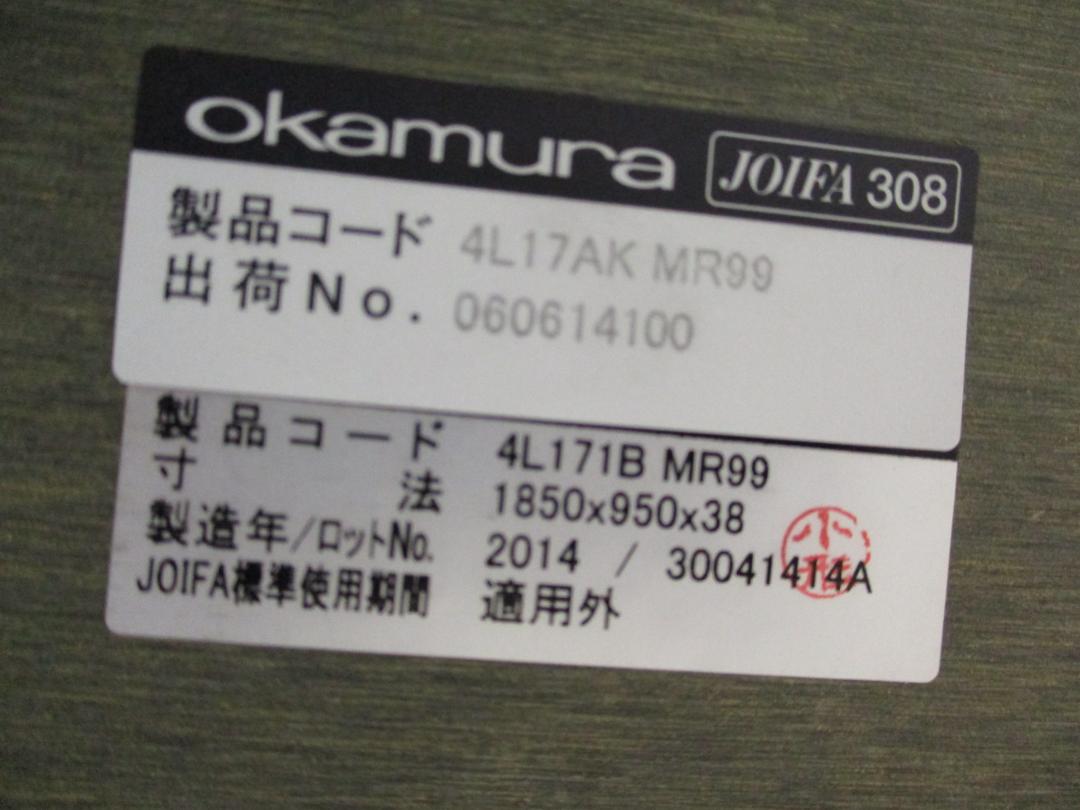 okamura JOIFA 308
製品コード 4L17AK MR99
出荷No. 060614100
製品コード 4L171B MR99
寸法 1850x950x38
製造年/ロットNo. 2014 / 30041414A
JOIFA標準使用期間 適用外